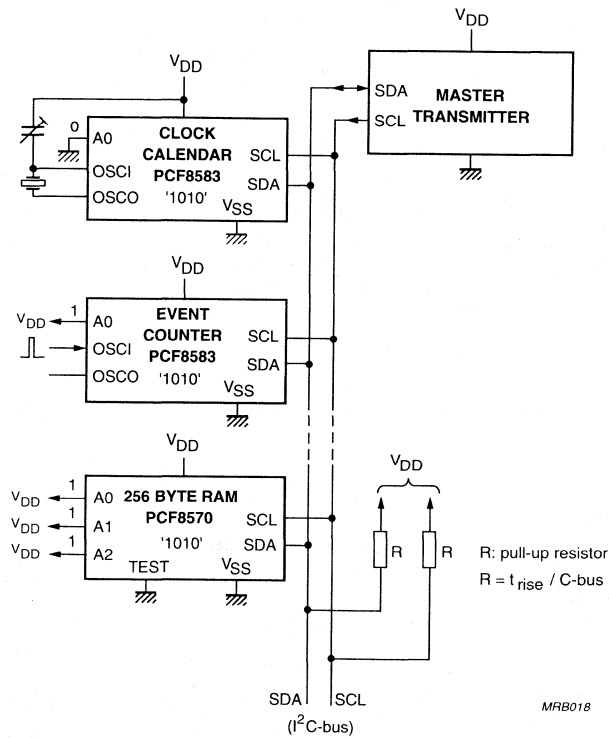 VDD
VDD
SDA
MASTER TRANSMITTER
SCL
0
A0
CLOCK CALENDAR PCF8583
'1010'
OSCI
OSCO
SCL
SDA
VSS
VDD
VDD
1
A0
EVENT COUNTER PCF8583
'1010'
OSCI
OSCO
SCL
SDA
VSS
VDD
VDD
1
A0
VDD
1
A1
VDD
1
A2
256 BYTE RAM PCF8570
'1010'
SCL
SDA
TEST
VSS
VDD
R
R
R: pull-up resistor
R = trise / C-bus
SDA
SCL
(I²C-bus)
MRB018